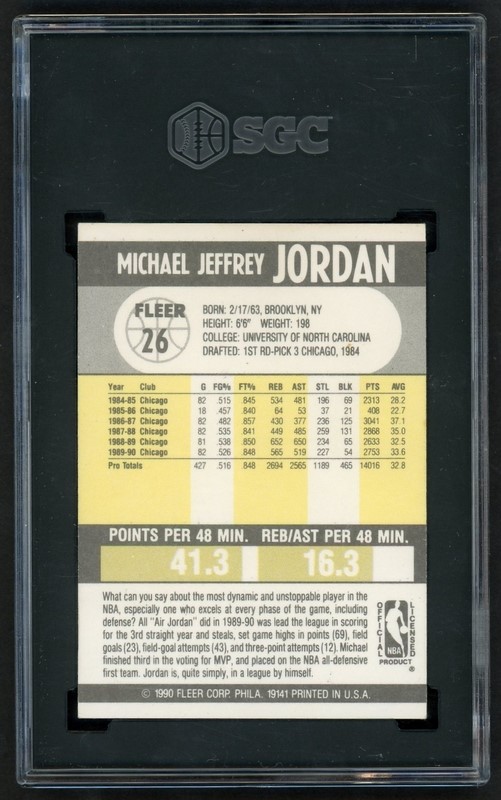 SGC
MICHAEL JEFFREY JORDAN
FLEER
26
BORN: 2/17/63, BROOKLYN, NY
HEIGHT: 6'6" WEIGHT: 198
COLLEGE: UNIVERSITY OF NORTH CAROLINA
DRAFTED: 1ST RD-PICK 3 CHICAGO, 1984
Year Club G FG% FT% REB AST STL BLK PTS AVG
1984-85 Chicago 82 .515 .845 534 481 196 69 2313 28.2
1985-86 Chicago 18 .457 .840 64 53 37 21 408 22.7
1986-87 Chicago 82 .482 .857 430 377 236 125 3041 37.1
1987-88 Chicago 82 .535 .841 449 485 259 131 2868 35.0
1988-89 Chicago 81 .538 .850 652 650 234 65 2633 32.5
1989-90 Chicago 82 .526 .848 565 519 227 54 2753 33.6
Pro Totals 427 .516 .848 2694 2565 1189 465 14016 32.8
POINTS PER 48 MIN. REB/AST PER 48 MIN.
41.3 16.3
What can you say about the most dynamic and unstoppable player in the
NBA, especially one who excels at every phase of the game, including
defense? All "Air Jordan" did in 1989-90 was lead the league in scoring
for the 3rd straight year and steals, set game highs in points (69), field
goals (23), field-goal attempts (43), and three-point attempts (12). Michael
finished third in the voting for MVP, and placed on the NBA all-defensive
first team. Jordan is, quite simply, in a league by himself.
OFFICIAL LICENSED
NBA
PRODUCT ®
© 1990 FLEER CORP. PHILA. 19141 PRINTED IN U.S.A.